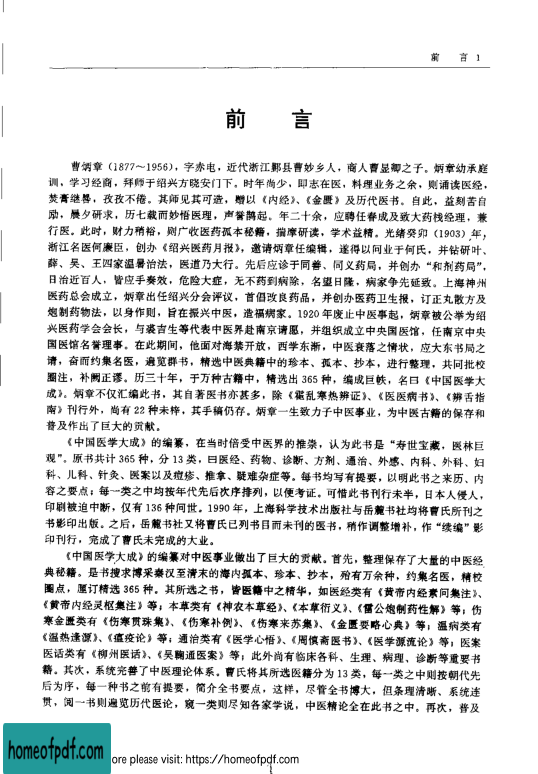 前 言 1
前 言
曹炳章（1877～1956），字赤电，近代浙江鄞县曹妙乡人，商人曹显卿之子。炳章幼承庭
训，学习经商，拜师于绍兴方晓安门下。时年尚少，即志在医，料理业务之余，则诵读医经，
焚膏继晷，孜孜不倦。其师见其可造，赠以《内经》、《金匮》及历代医书。自此，益刻苦自
励，晨夕研求，历七载而妙悟医理，声誉鹊起。年二十余，应聘任春成及致大药栈经理，兼
行医。此时，财力稍裕，则广收医药孤本秘籍，揣摩研读，学术益精。光绪癸卯（1903）年，
浙江名医何廉臣，创办《绍兴医药月报》，邀请炳章任编辑，遂得以问业于何氏，并钻研叶、
薛、吴、王四家温暑治法，医道乃大行。先后应诊于同善、同义药局，并创办“和剂药局”，
日治近百人，皆应手奏效，危险大症，无不药到病除，名望日隆，病家争先延致。上海神州
医药总会成立，炳章出任绍兴分会评议，首倡改良药品，并创办医药卫生报，订正丸散方及
炮制药物法，以身作则，旨在振兴中医，造福病家。1920年废止中医事起，炳章被公举为绍
兴医药学会会长，与裘吉生等代表中医界赴南京请愿，并组织成立中央国医馆，任南京中央
国医馆名誉理事。在此期间，他面对海禁开放，西学东渐，中医衰落之情状，应大东书局之
请，奋而约集名医，遍览群书，精选中医典籍中的珍本、孤本、抄本，进行整理，共同批校
圈注，补阙正谬。历三十年，于万种古籍中，精选出365种，编成巨帙，名曰《中国医学大
成》。炳章不仅汇编此书，其自著医书亦甚多，除《霍乱寒热辨证》、《医医病书》、《辨舌指
南》刊行外，尚有22种未梓，其手稿仍存。炳章一生致力于中医事业，为中医古籍的保存和
普及作出了巨大的贡献。
《中国医学大成》的编纂，在当时倍受中医界的推崇，认为此书是“寿世宝藏，医林巨
观”。原书共计365种，分13类，曰医经、药物、诊断、方剂、通治、外感、内科、外科、妇
科、儿科、针灸、医案以及痘疹、推拿、疑难杂症等。每书均写有提要，以明此书之来历、内
容之要点；每一类之中均按年代先后次序排列，以便考证。可惜此书刊行未半，日本人侵入，
印刷被迫中断，仅有136种问世。1990年，上海科学技术出版社与岳麓书社均将曹氏所刊之
书影印出版。之后，岳麓书社又将曹氏已列书目而未刊的医书，稍作调整增补，作“续编”影
印刊行，完成了曹氏未完成的大业。
《中国医学大成》的编纂对中医事业做出了巨大的贡献。首先，整理保存了大量的中医经
典秘籍。是书搜求博采秦汉至清末的海内孤本、珍本、抄本，殆有万余种，约集名医，精校
圈点，厘订精选365种。其所选之书，皆医籍中之精华，如医经类有《黄帝内经素问集注》、
《黄帝内经灵枢集注》等；本草类有《神农本草经》、《本草衍义》、《雷公炮制药性解》等；伤
寒金匮类有《伤寒贯珠集》、《伤寒补例》、《伤寒来苏集》、《金匮要略心典》等；温病类有
《温热逢源》、《瘟疫论》等；通治类有《医学心悟》、《周慎斋医书》、《医学源流论》等；医案
医话类有《柳州医话》、《吴鞠通医案》等；此外尚有临床各科、生理、病理、诊断等重要书
籍。其次，系统完善了中医理论体系。曹氏将其所选医籍分为13类，每一类之中则按朝代先
后为序，每一种书之前有提要，简介全书要点，这样，尽管全书博大，但条理清晰、系统连
贯，阅一书则遍览历代医论，窥一类则尽知各家学说，中医精论全在此书之中。再次，普及
homeofpdf.com
ore please visit: https://homeofpdf.com
1